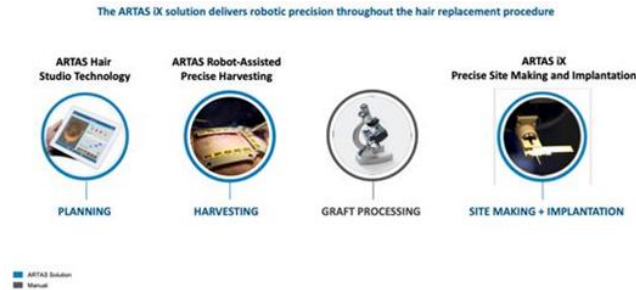 The ARTAS iX solution delivers robotic precision throughout the hair replacement procedure
ARTAS Hair
Studio Technology
ARTAS Robot-Assisted
Precise Harvesting
ARTAS iX
Precise Site Making and Implantation
PLANNING
HARVESTING
GRAFT PROCESSING
SITE MAKING + IMPLANTATION
ARTAS Solution
Manual